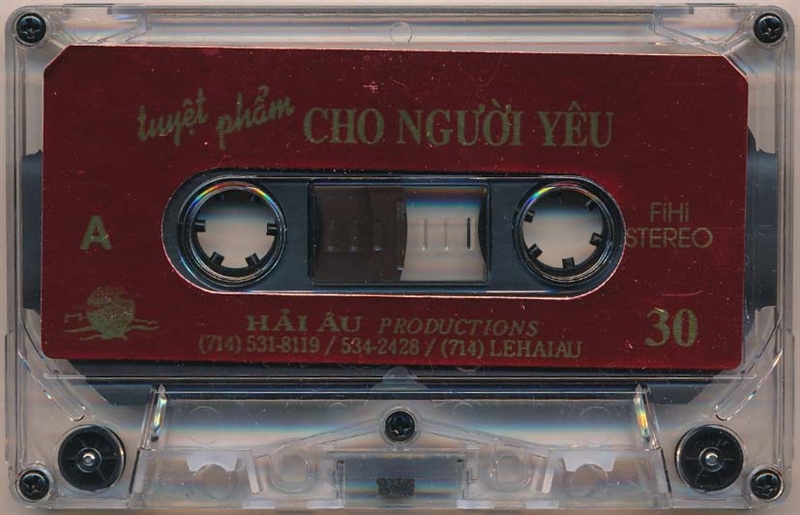 tuyệt phẩm CHO NGƯỜI YÊU
A
FiHi
STEREO
HẢI ÂU PRODUCTIONS
30
(714) 531-8119 / 534-2428 / (714) LEHAIAU